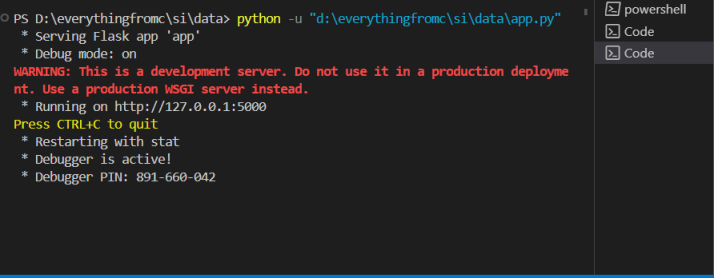 PS D:\everythingfromc\si\data> python -u "d:\everythingfromc\si\data\app.py"
 * Serving Flask app 'app'
 * Debug mode: on
WARNING: This is a development server. Do not use it in a production deployme
nt. Use a production WSGI server instead.
 * Running on http://127.0.0.1:5000
Press CTRL+C to quit
 * Restarting with stat
 * Debugger is active!
 * Debugger PIN: 891-660-042
powershell
Code
Code